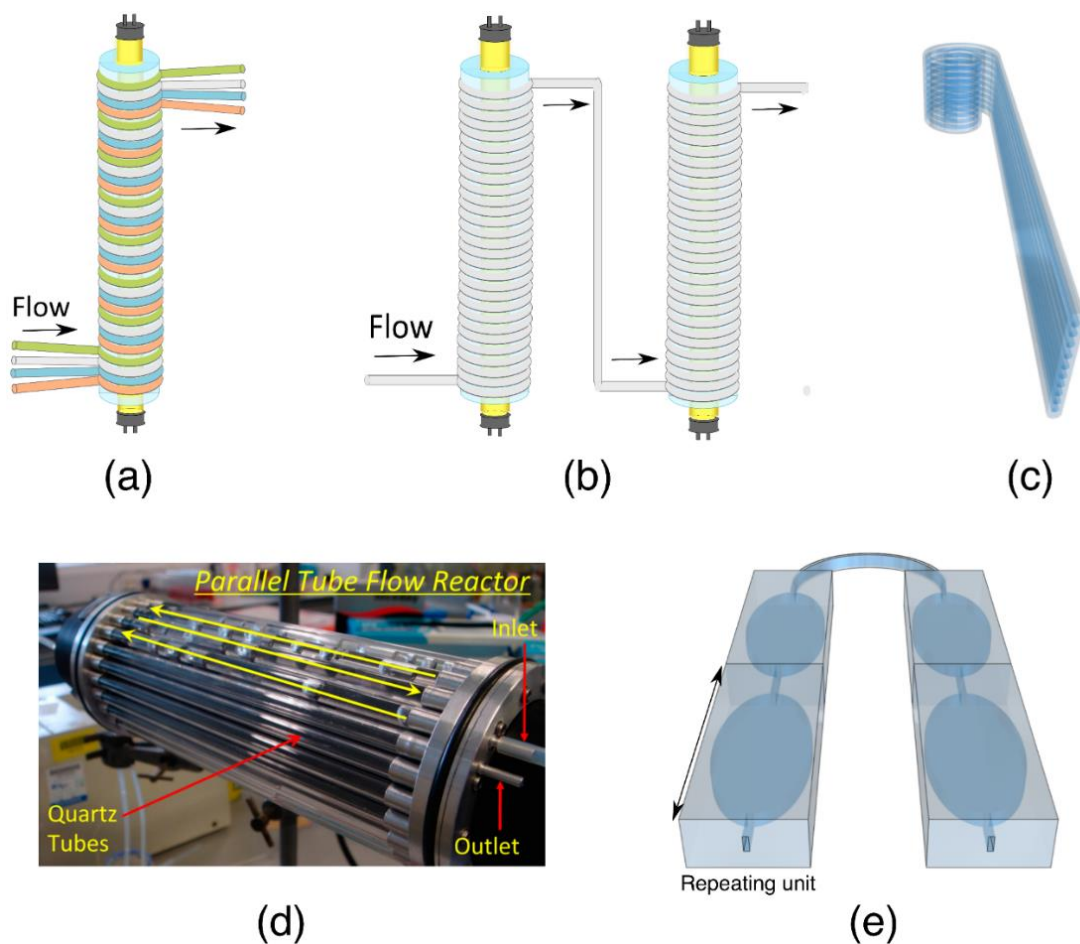 Flow
(a)
Flow
(b)
(c)
Parallel Tube Flow Reactor
Inlet
Quartz
Tubes
Outlet
(d)
Repeating unit
(e)